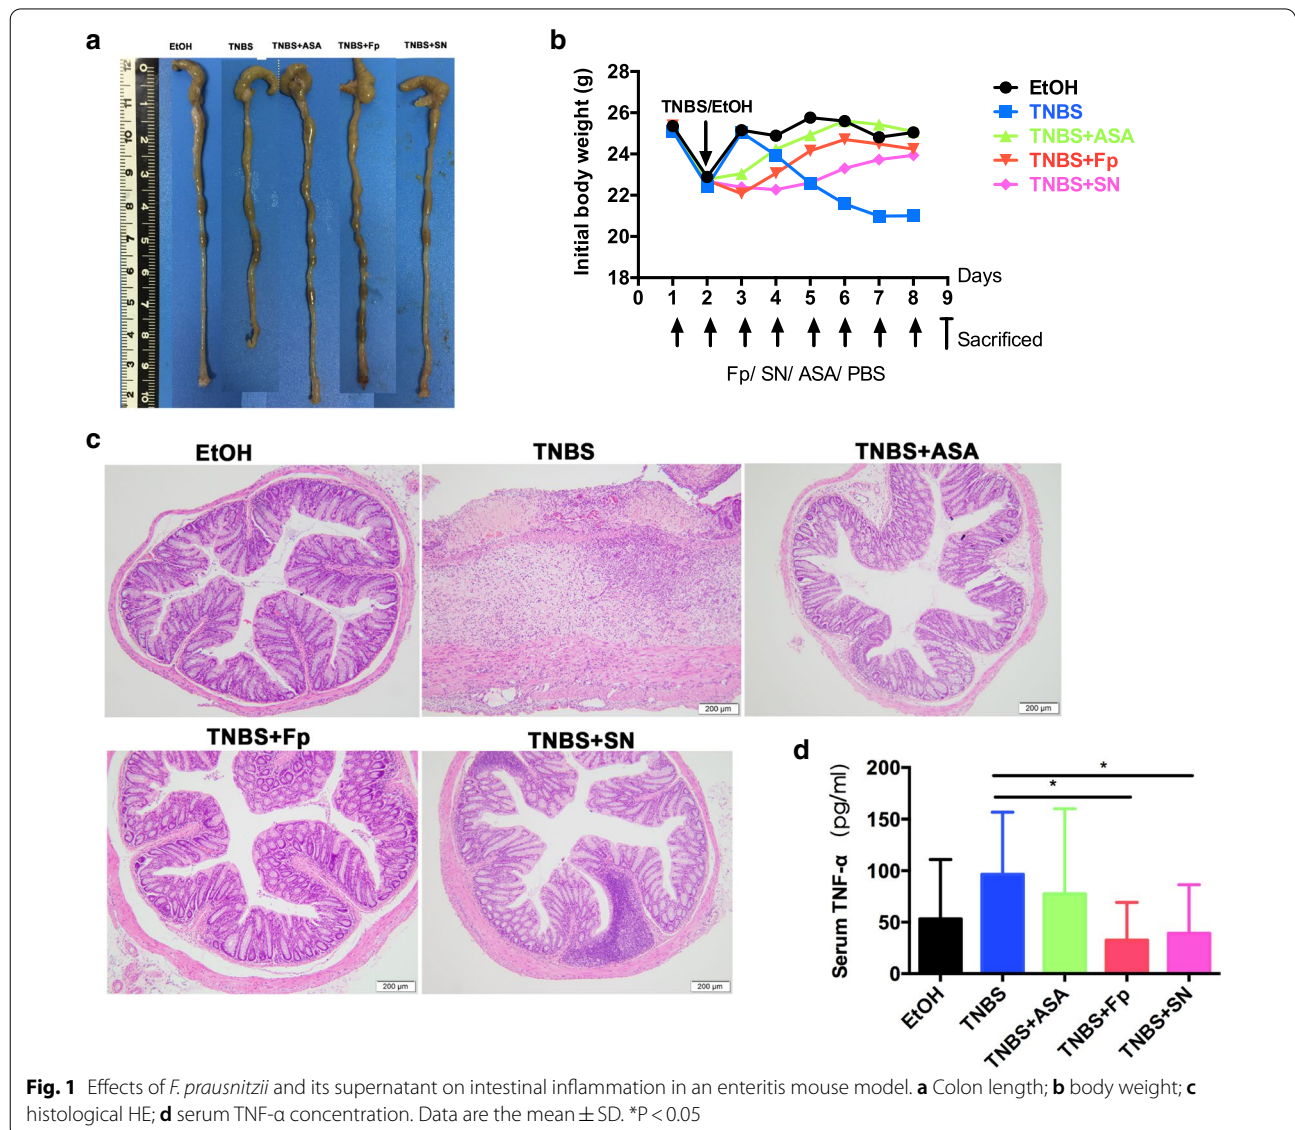 a
EtOH TNBS TNBS+ASA TNBS+Fp TNBS+SN
b
Initial body weight (g)
28
26
24
22
20
18
TNBS/EtOH
EtOH
TNBS
TNBS+ASA
TNBS+Fp
TNBS+SN
0 1 2 3 4 5 6 7 8 9
Days
Sacrificed
Fp/ SN/ ASA/ PBS
c
EtOH TNBS TNBS+ASA
200 µm 200 µm
TNBS+Fp TNBS+SN
200 µm 200 µm
d
Serum TNF-α (pg/ml)
200
150
100
50
0
EtOH TNBS TNBS+ASA TNBS+Fp TNBS+SN
* *
Fig. 1 Effects of F. prausnitzii and its supernatant on intestinal inflammation in an enteritis mouse model. a Colon length; b body weight; c
histological HE; d serum TNF-α concentration. Data are the mean ± SD. *P < 0.05